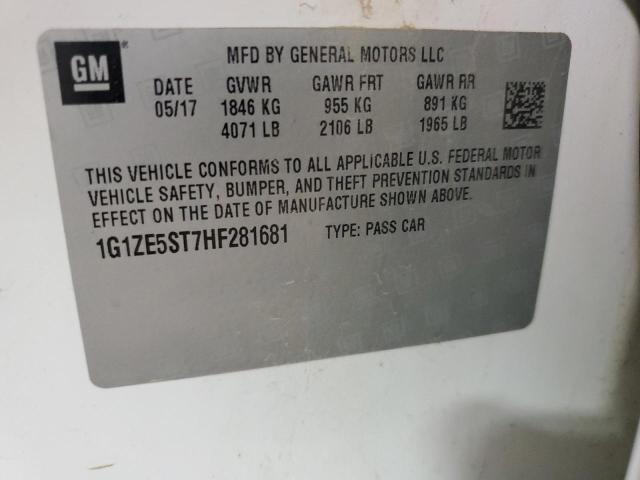 GM
MFD BY GENERAL MOTORS LLC
DATE GVWR GAWR FRT GAWR RR
05/17 1846 KG 955 KG 891 KG
4071 LB 2106 LB 1965 LB
THIS VEHICLE CONFORMS TO ALL APPLICABLE U.S. FEDERAL MOTOR
VEHICLE SAFETY, BUMPER, AND THEFT PREVENTION STANDARDS IN
EFFECT ON THE DATE OF MANUFACTURE SHOWN ABOVE.
1G1ZE5ST7HF281681 TYPE: PASS CAR